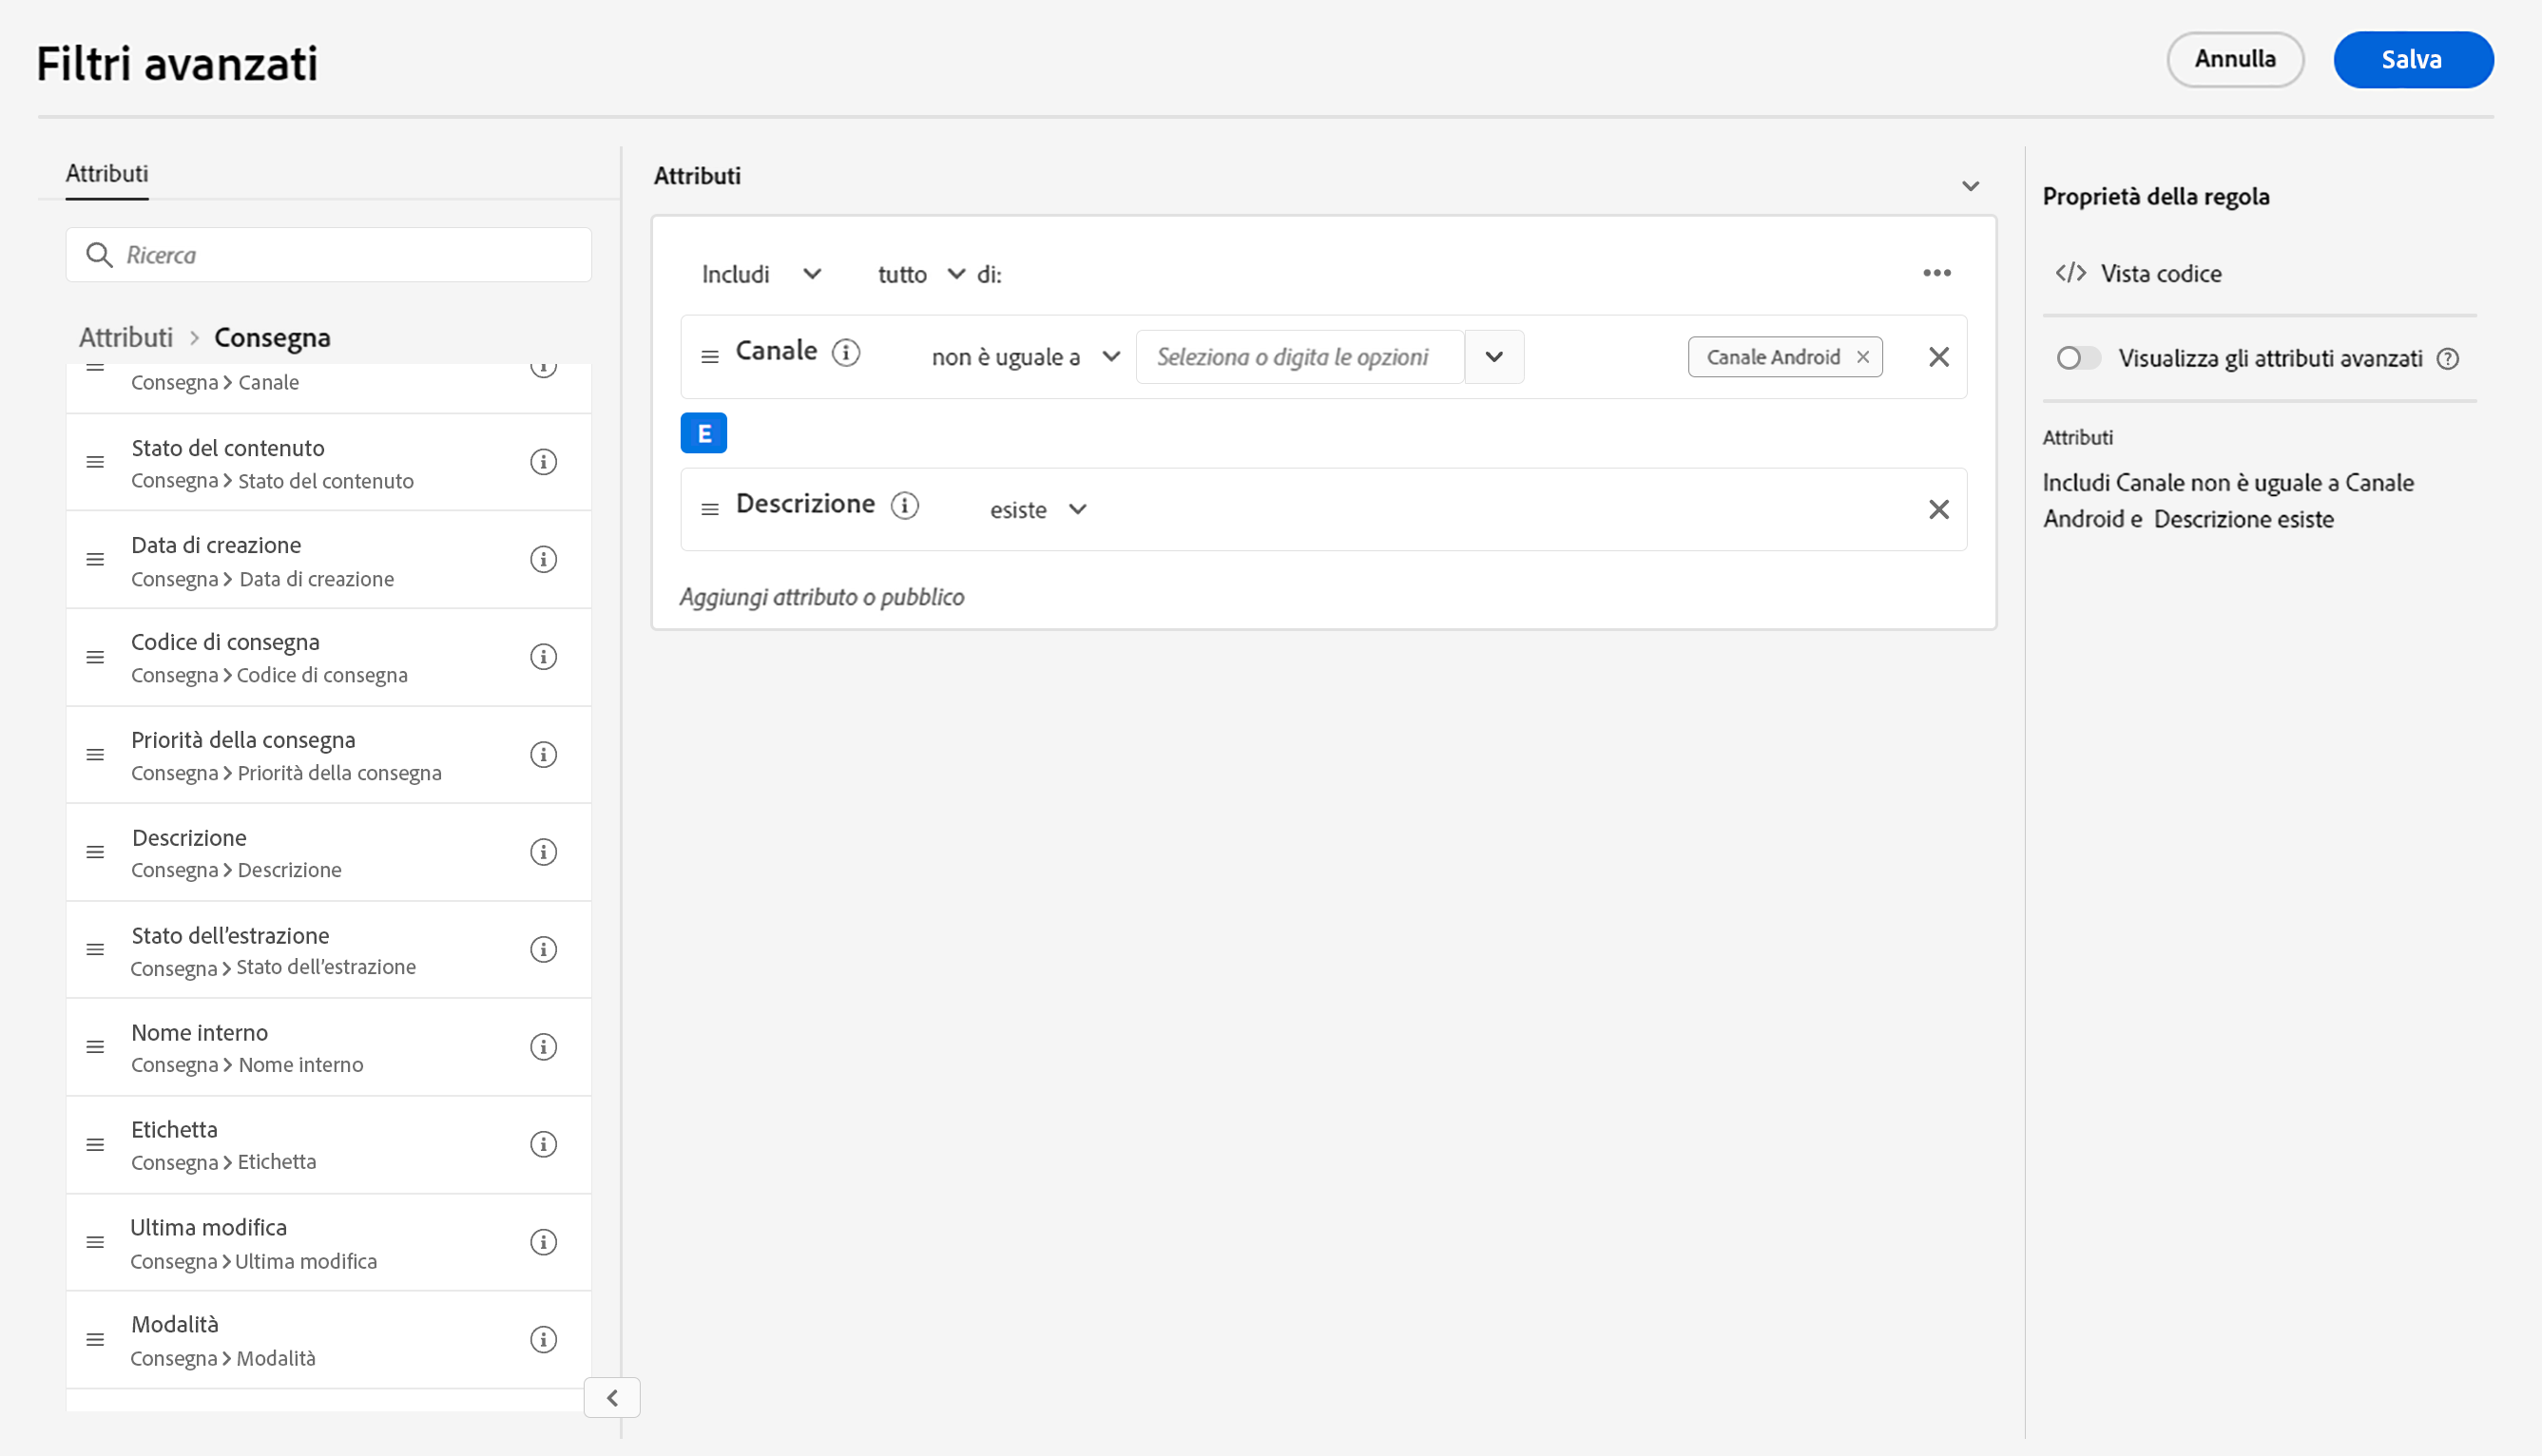 Filtri avanzati
Annulla
Salva
Attributi
Ricerca
Attributi > Consegna
Consegna > Canale
Stato del contenuto
Consegna > Stato del contenuto
Data di creazione
Consegna > Data di creazione
Codice di consegna
Consegna > Codice di consegna
Priorità della consegna
Consegna > Priorità della consegna
Descrizione
Consegna > Descrizione
Stato dell’estrazione
Consegna > Stato dell’estrazione
Nome interno
Consegna > Nome interno
Etichetta
Consegna > Etichetta
Ultima modifica
Consegna > Ultima modifica
Modalità
Consegna > Modalità
Attributi
Includi tutto di:
Canale non è uguale a Seleziona o digita le opzioni Canale Android
E
Descrizione esiste
Aggiungi attributo o pubblico
Proprietà della regola
</> Vista codice
Visualizza gli attributi avanzati
Attributi
Includi Canale non è uguale a Canale
Android e Descrizione esiste